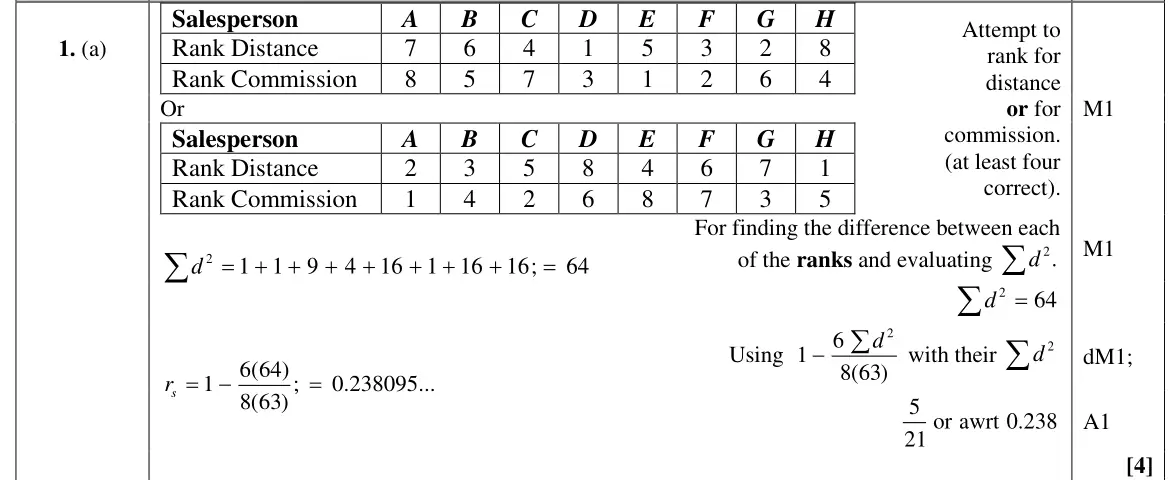 1. (a)
Salesperson A B C D E F G H
Rank Distance 7 6 4 1 5 3 2 8
Rank Commission 8 5 7 3 1 2 6 4
Or
Salesperson A B C D E F G H
Rank Distance 2 3 5 8 4 6 7 1
Rank Commission 1 4 2 6 8 7 3 5
Attempt to
rank for
distance
or for
commission.
(at least four
correct).
M1
For finding the difference between each
of the ranks and evaluating ∑d².
M1
∑d² = 1 + 1 + 9 + 4 + 16 + 1 + 16 + 16; = 64
∑d² = 64
Using 1 − 6∑d²/8(63) with their ∑d²
dM1;
rₛ = 1 − 6(64)/8(63); = 0.238095...
5/21 or awrt 0.238
A1
[4]